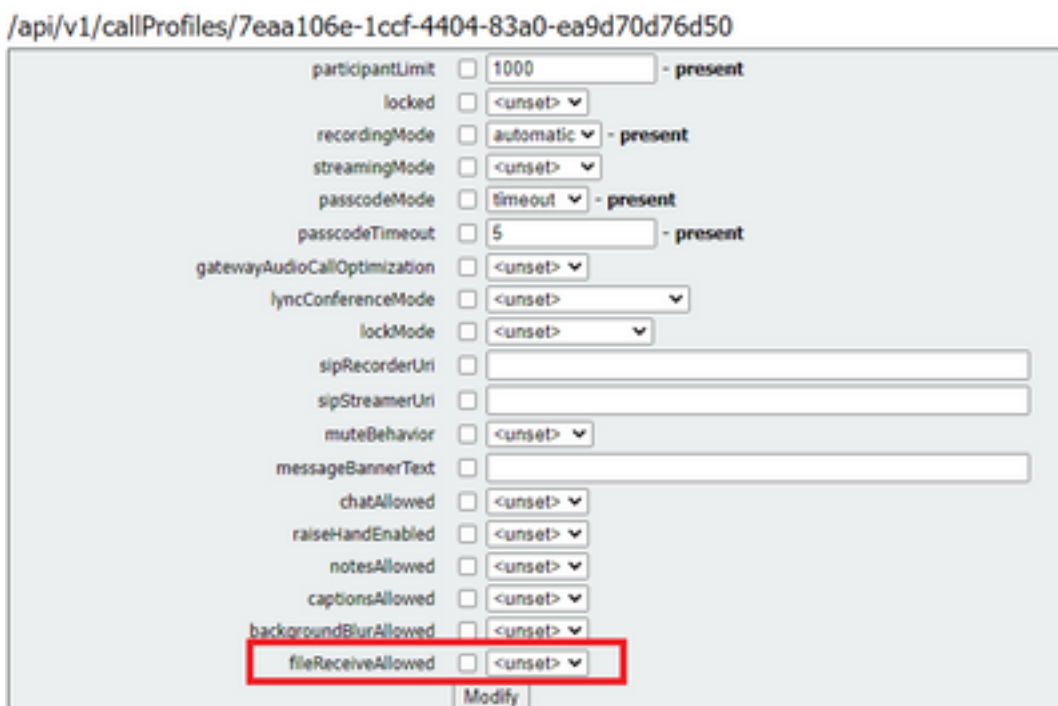 /api/v1/callProfiles/7eaa106e-1ccf-4404-83a0-ea9d70d76d50
participantLimit 1000 - present
locked <unset>
recordingMode automatic - present
streamingMode <unset>
passcodeMode timeout - present
passcodeTimeout 5 - present
gatewayAudioCallOptimization <unset>
lyncConferenceMode <unset>
lockMode <unset>
sipRecorderUri
sipStreamerUri
muteBehavior <unset>
messageBannerText
chatAllowed <unset>
raiseHandEnabled <unset>
notesAllowed <unset>
captionsAllowed <unset>
backgroundBlurAllowed <unset>
fileReceiveAllowed <unset>
Modify